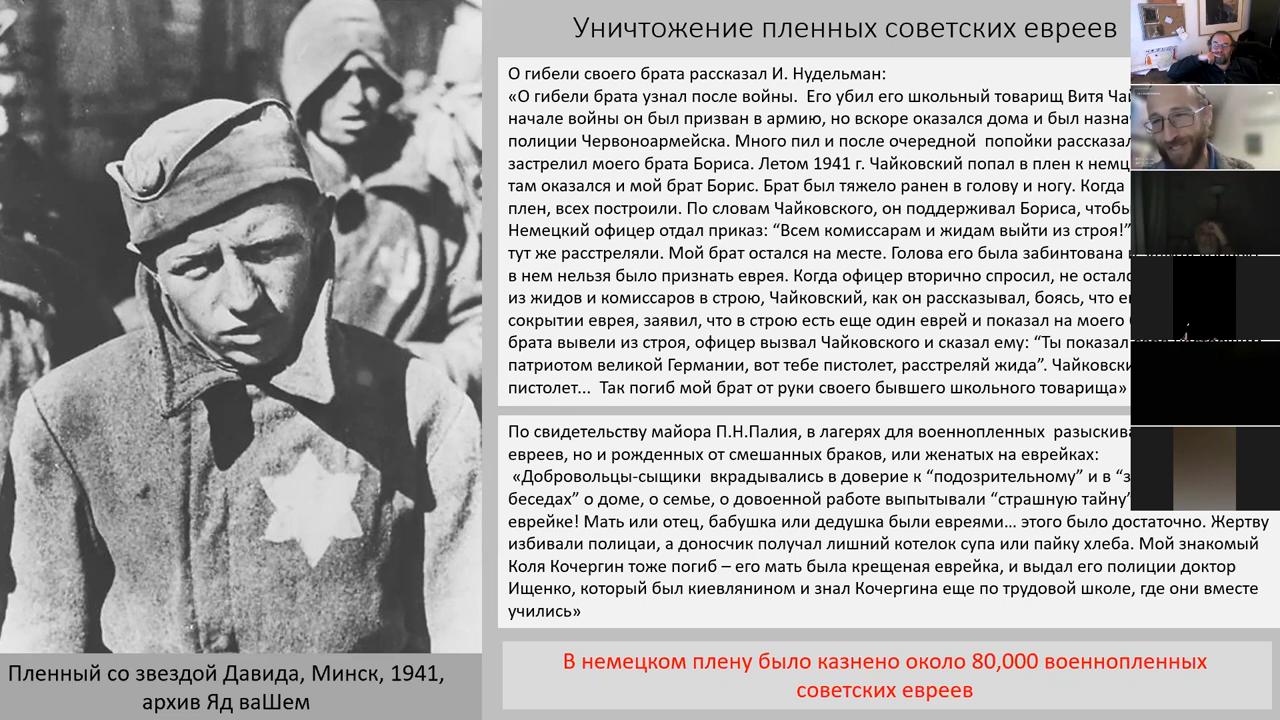 Уничтожение пленных советских евреев
О гибели своего брата рассказал И. Нудельман:
«О гибели брата узнал после войны.  Его убил его школьный товарищ Витя
начале войны он был призван в армию, но вскоре оказался дома и был
полиции Червоноармейска. Много пил и после очередной  попойки
застрелил моего брата Бориса. Летом 1941 г. Чайковский попал в плен к
там оказался и мой брат Борис. Брат был тяжело ранен в голову и ногу. Когда
плен, всех построили. По словам Чайковского, он поддерживал Бориса, чтобы
Немецкий офицер отдал приказ: “Всем комиссарам и жидам выйти из строя!”
тут же расстреляли. Мой брат остался на месте. Голова его была забинтована
в нем нельзя было признать еврея. Когда офицер вторично спросил, не
из жидов и комиссаров в строю, Чайковский, как он рассказывал, боясь, что
сокрытии еврея, заявил, что в строю есть еще один еврей и показал на моего
брата вывели из строя, офицер вызвал Чайковского и сказал ему: “Ты показал
патриотом великой Германии, вот тебе пистолет, расстреляй жида”.
пистолет...  Так погиб мой брат от руки своего бывшего школьного товарища»
По свидетельству майора П.Н.Палия, в лагерях для военнопленных
евреев, но и рожденных от смешанных браков, или женатых на еврейках:
«Добровольцы-сыщики  вкрадывались в доверие к “подозрительному” и в
беседах” о доме, о семье, о довоенной работе выпытывали “страшную тайну”
еврейке! Мать или отец, бабушка или дедушка были евреями… этого было достаточно. Жертву
избивали полицаи, а доносчик получал лишний котелок супа или пайку хлеба. Мой знакомый
Коля Кочергин тоже погиб – его мать была крещеная еврейка, и выдал его полиции доктор
Ищенко, который был киевлянином и знал Кочергина еще по трудовой школе, где они вместе
учились»
В немецком плену было казнено около 80,000 военнопленных
советских евреев
Пленный со звездой Давида, Минск, 1941,
архив Яд ваШем